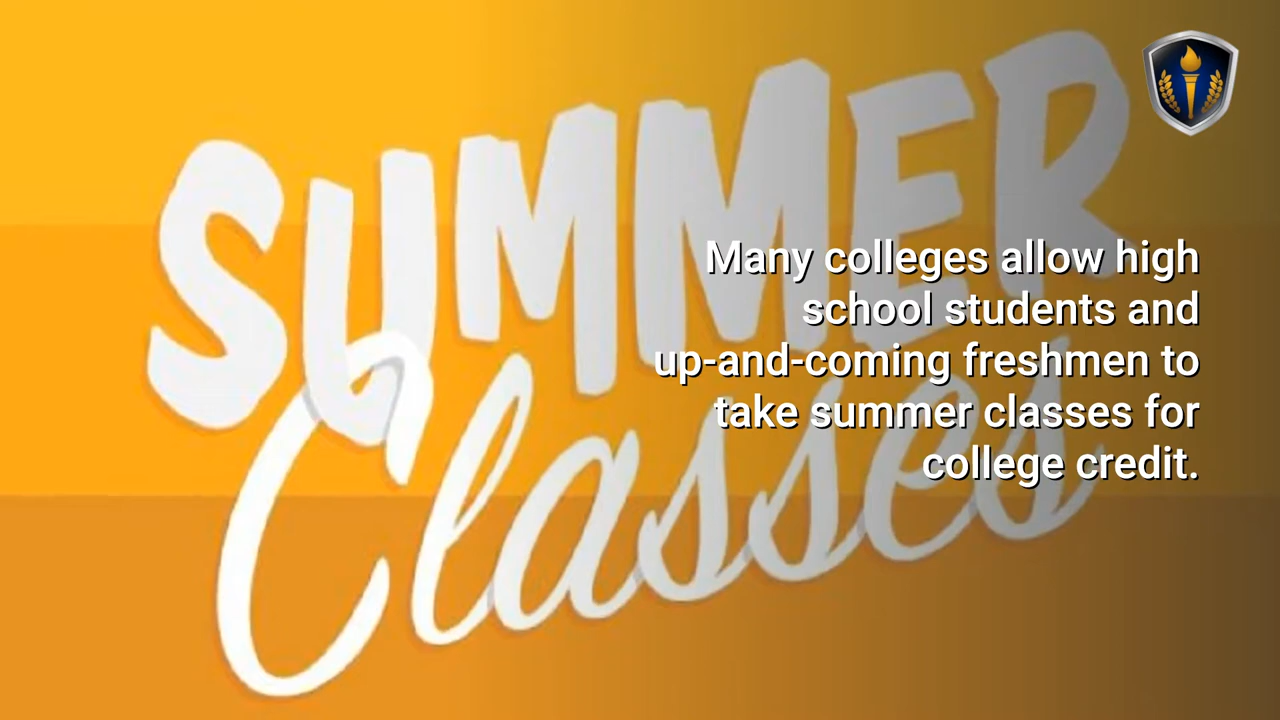 SUMMER
Classes
Many colleges allow high
school students and
up-and-coming freshmen to
take summer classes for
college credit.